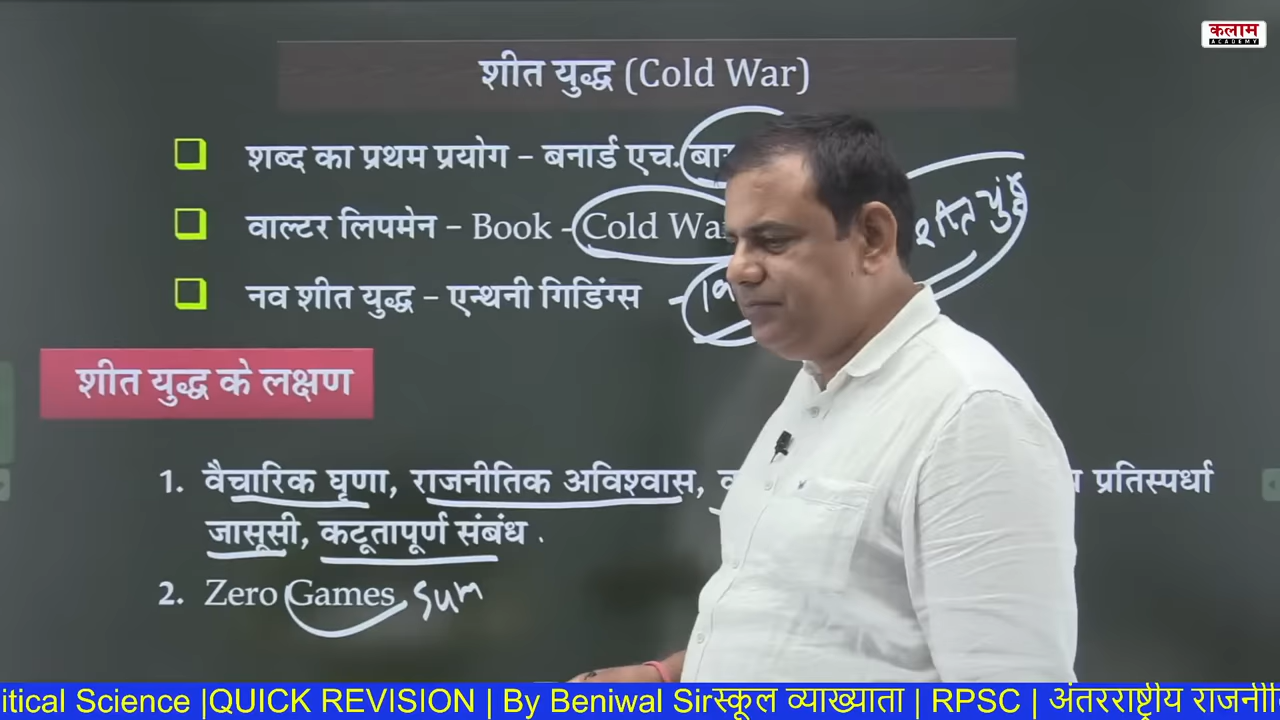 कलाम
ACADEMY
शीत युद्ध (Cold War)
शब्द का प्रथम प्रयोग – बनार्ड एच.
वाल्टर लिपमेन – Book - Cold War
शीत युद्ध
नव शीत युद्ध – एन्थनी गिडिंग्स
शीत युद्ध के लक्षण
1. वैचारिक घृणा, राजनीतिक अविश्वास, प्रतिस्पर्धा
जासूसी, कटूतापूर्ण संबंध .
2. Zero Games Sum
itical Science |QUICK REVISION | By Beniwal Sirस्कूल व्याख्याता | RPSC | अंतरराष्ट्रीय राजनीति